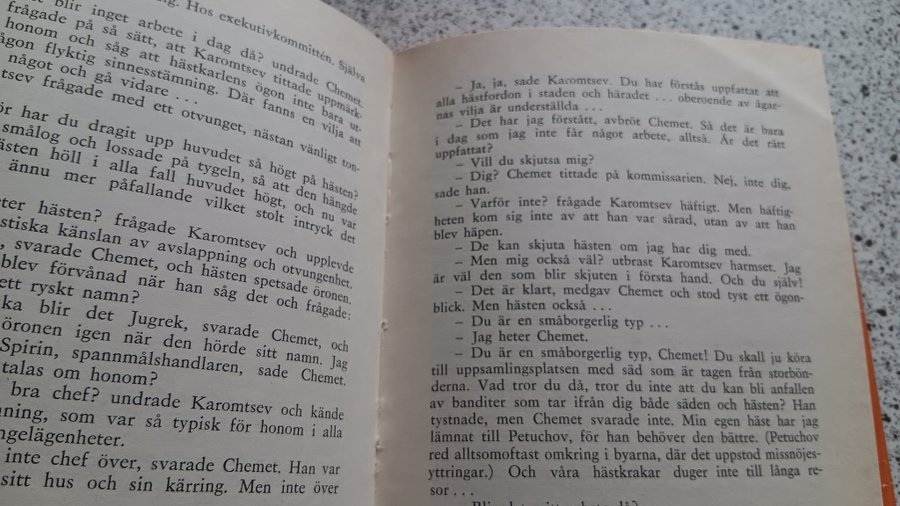 blir inget arbete i dag då? undrade Chemet.
ng. Hos exekutivkommittén. Själva
frågade på så sätt, att Karomtsev tittade uppmärk-
honom och såg att hästkarlens ögon inte bara ut-
ågon flyktig sinnesstämning. Där fanns en vilja att
något och gå vidare . . .
tsev frågade med ett otvunget, nästan vänligt ton-
ör har du dragit upp huvudet så högt på hästen?
smålog och lossade på tygeln, så att den hängde
ästen höll i alla fall huvudet högt, och nu var
ännu mer påfallande vilket stolt intryck det
eter hästen? frågade Karomtsev och upplevde
stiska känslan av avslappning och otvungenhet.
, svarade Chemet, och hästen spetsade öronen.
blev förvånad när han såg det och frågade:
ett ryskt namn?
ska blir det Jugrek, svarade Chemet, och
öronen igen när den hörde sitt namn. Jag
Spirin, spannmålshandlaren, sade Chemet.
talas om honom?
bra chef? undrade Karomtsev och kände
ning, som var så typisk för honom i alla
ngelägenheter.
inte chef över, svarade Chemet. Han var
sitt hus och sin kärring. Men inte över
– Ja, ja, sade Karomtsev. Du har förstås uppfattat att
alla hästfordon i staden och häradet . . . oberoende av ägar-
nas vilja är underställda . . .
– Det har jag förstått, avbröt Chemet. Så det är bara
i dag som jag inte får något arbete, alltså. Är det rätt
uppfattat?
– Vill du skjutsa mig?
– Dig? Chemet tittade på kommissarien. Nej, inte dig,
sade han.
– Varför inte? frågade Karomtsev häftigt. Men häftig-
heten kom sig inte av att han var sårad, utan av att han
blev häpen.
– De kan skjuta hästen om jag har dig med.
– Men mig också väl? utbrast Karomtsev harmset. Jag
är väl den som blir skjuten i första hand. Och du själv!
– Det är klart, medgav Chemet och stod tyst ett ögon-
blick. Men hästen också . . .
– Du är en småborgerlig typ . . .
– Jag heter Chemet.
– Du är en småborgerlig typ, Chemet! Du skall ju köra
till uppsamlingsplatsen med säd som är tagen från storbön-
derna. Vad tror du då, tror du inte att du kan bli anfallen
av banditer som tar ifrån dig både säden och hästen? Han
tystnade, men Chemet svarade inte. Min egen häst har jag
lämnat till Petuchov, för han behöver den bättre. (Petuchov
red alltsomoftast omkring i byarna, där det uppstod missnöjes-
yttringar.) Och våra hästkrakar duger inte till långa re-
sor . . .